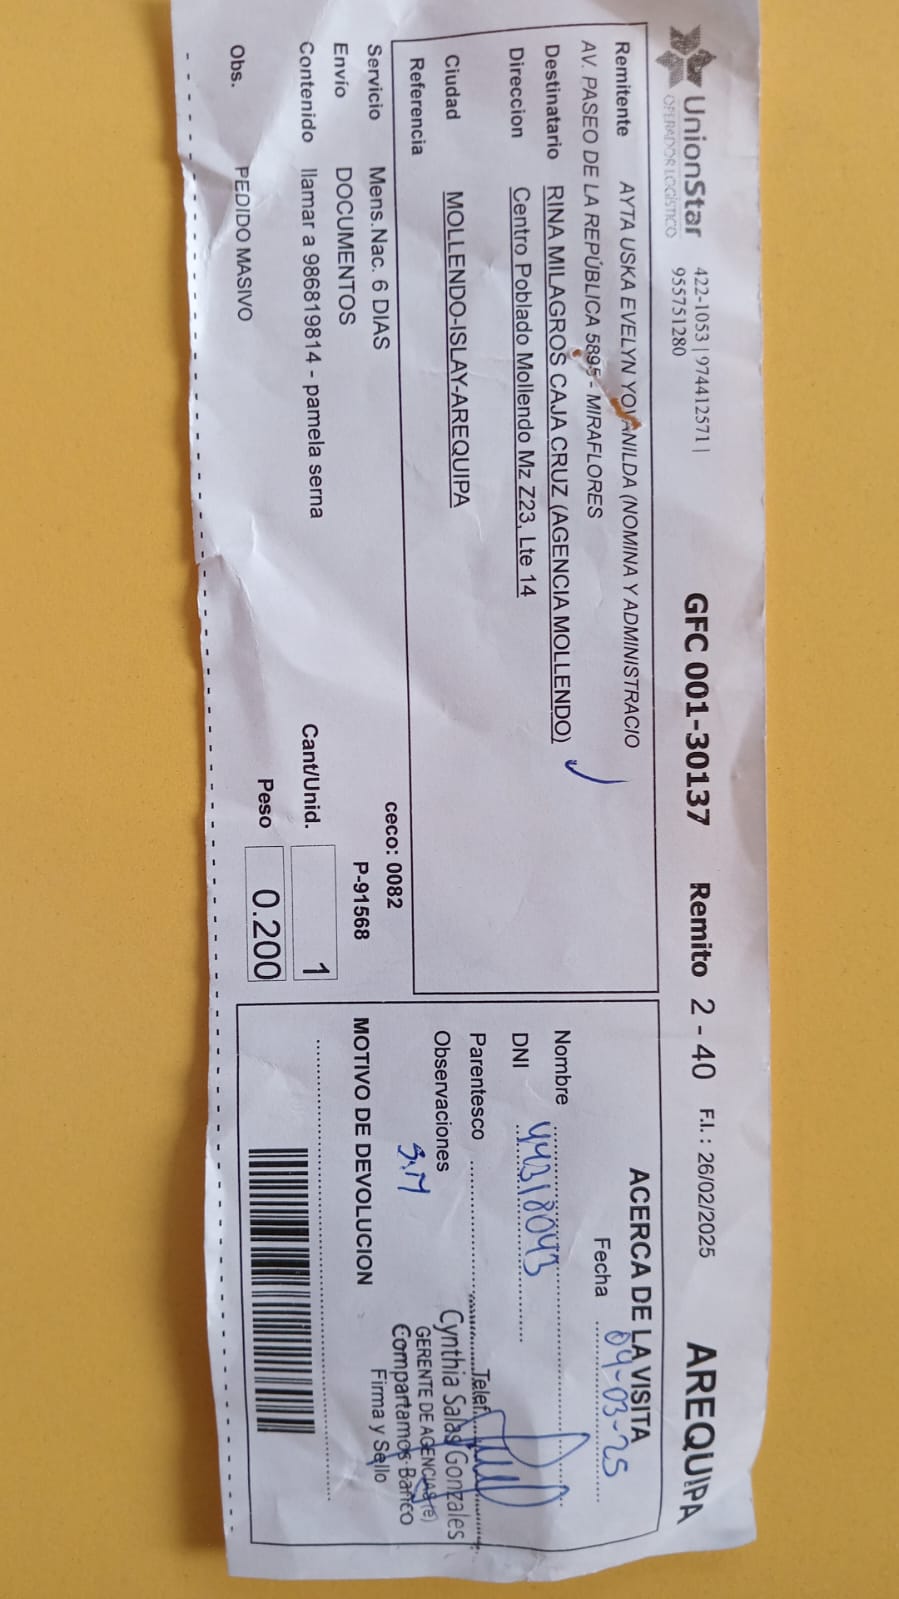 UnionStar
OPERADOR LOGÍSTICO
422-1053 | 974412571 |
955751280
GFC 001-30137
Remito 2 - 40
F.I.: 26/02/2025
AREQUIPA
Remitente AYTA USKA EVELYN YOVANILDA (NOMINA Y ADMINISTRACIO
AV. PASEO DE LA REPÚBLICA 5895 - MIRAFLORES
Destinatario RINA MILAGROS CAJA CRUZ (AGENCIA MOLLENDO)
Direccion Centro Poblado Mollendo Mz Z23, Lte 14
Ciudad MOLLENDO-ISLAY-AREQUIPA
Referencia
Servicio Mens.Nac. 6 DIAS
ceco: 0082
Envío DOCUMENTOS
P-91568
Contenido llamar a 986819814 - pamela serna
Cant/Unid. 1
Peso 0.200
Obs. PEDIDO MASIVO
ACERCA DE LA VISITA
Fecha 04-03-25
Nombre
DNI 44318043
Parentesco
Telef.
Observaciones
S.M
Cynthia Salas Gonzales
GERENTE DE AGENCIAS (e)
Compartamos Banco
Firma y Sello
MOTIVO DE DEVOLUCION